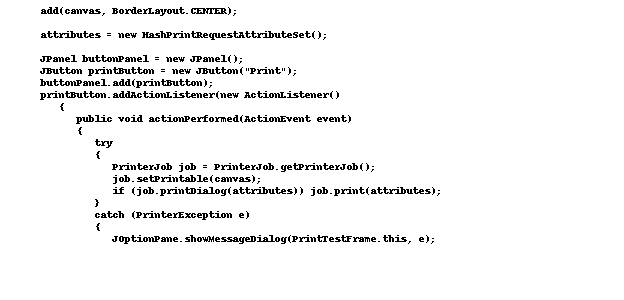 add(canvas, BorderLayout.CENTER);
attributes = new HashPrintRequestAttributeSet();
JPanel buttonPanel = new JPanel();
JButton printButton = new JButton("Print");
buttonPanel.add(printButton);
printButton.addActionListener(new ActionListener()
{
public void actionPerformed(ActionEvent event)
{
try
{
PrinterJob job = PrinterJob.getPrinterJob();
job.setPrintable(canvas);
if (job.printDialog(attributes)) job.print(attributes);
}
catch (PrinterException e)
{
JOptionPane.showMessageDialog(PrintTestFrame.this, e);